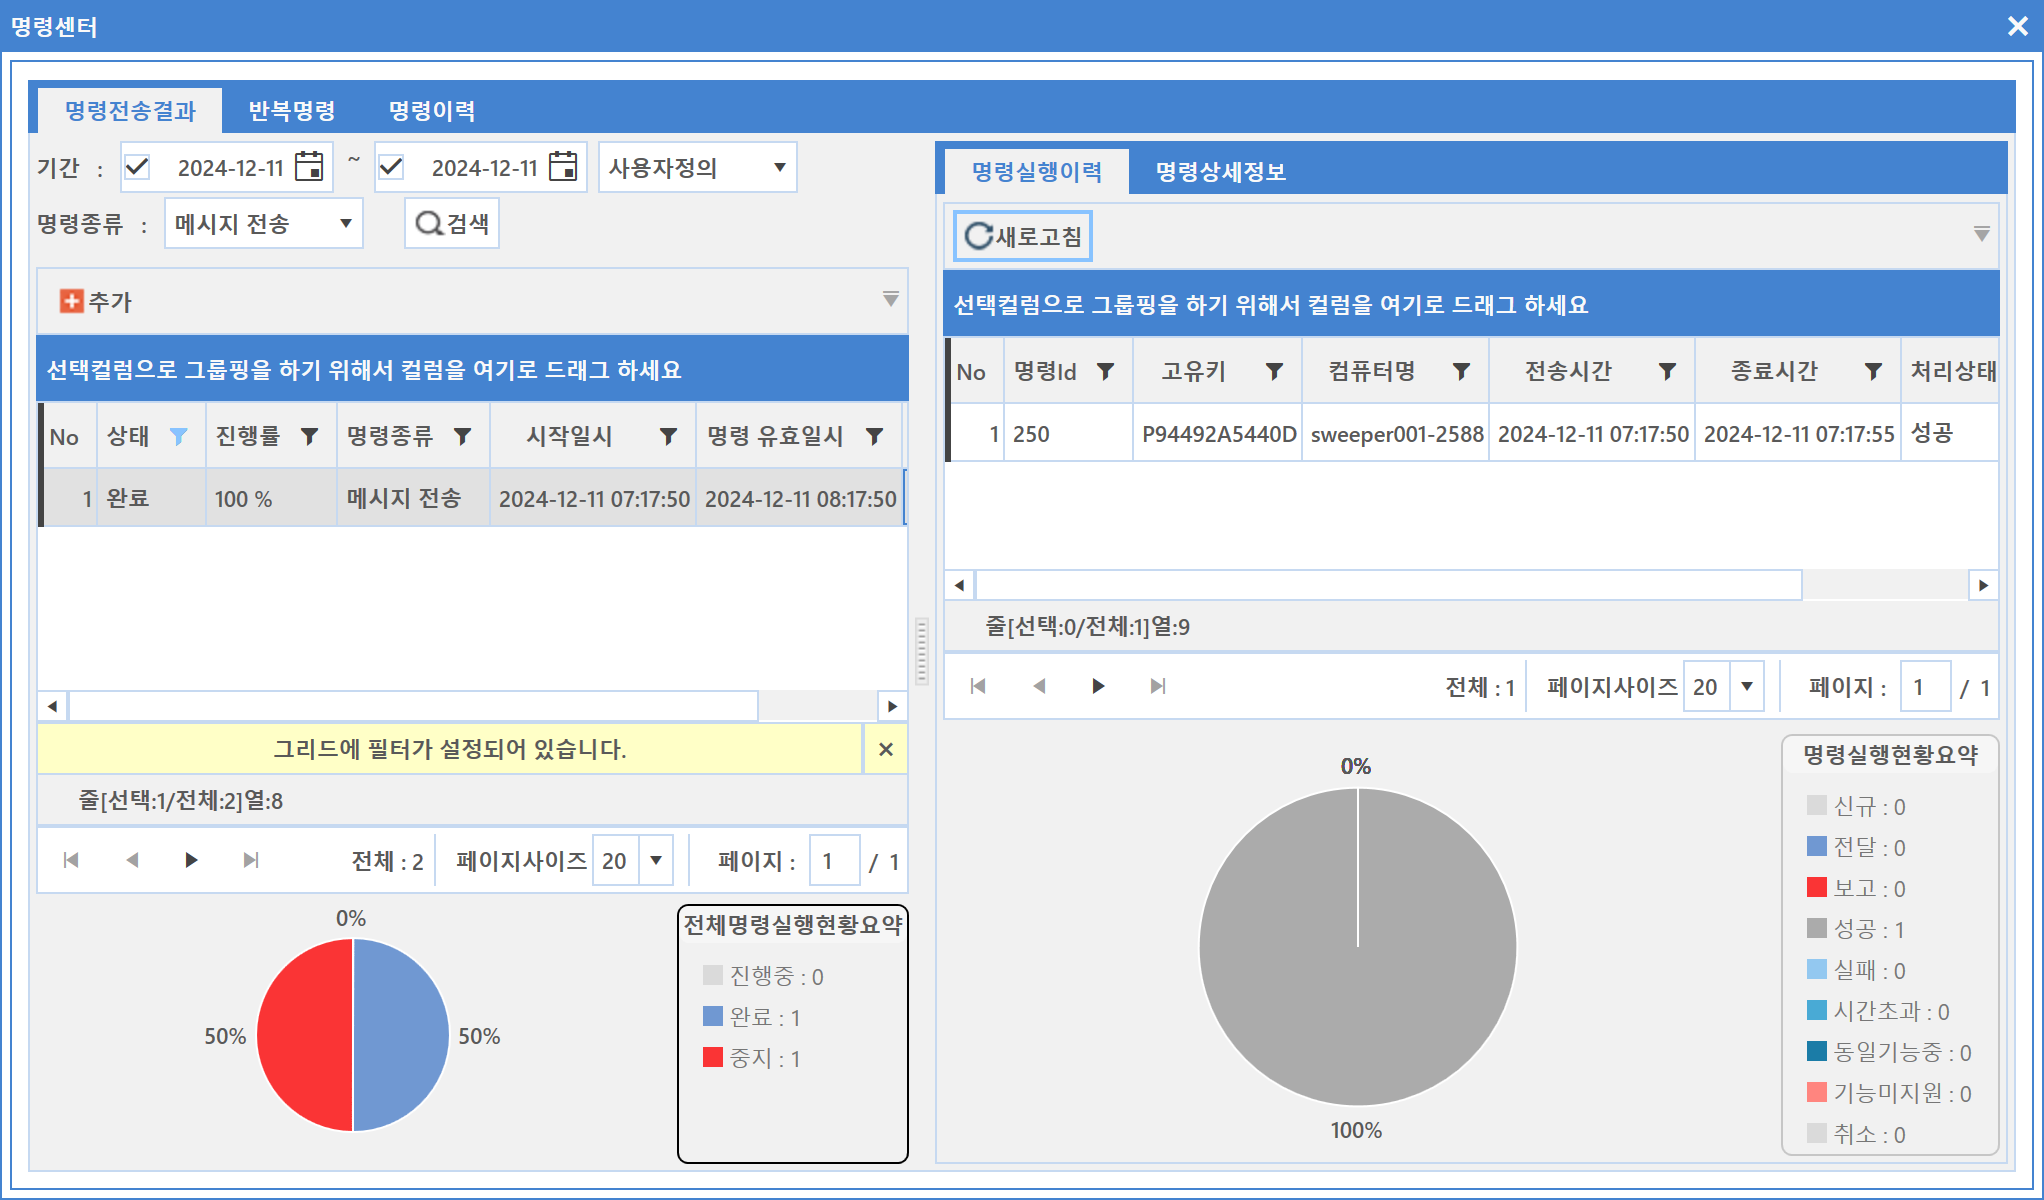 명령센터
명령전송결과 반복명령 명령이력
기간 : 2024-12-11 ~ 2024-12-11 사용자정의
명령종류 : 메시지 전송 검색
추가
선택컬럼으로 그룹핑을 하기 위해서 컬럼을 여기로 드래그 하세요
No 상태 진행률 명령종류 시작일시 명령 유효일시
1 완료 100 % 메시지 전송 2024-12-11 07:17:50 2024-12-11 08:17:50
그리드에 필터가 설정되어 있습니다.
줄[선택:1/전체:2]열:8
전체 : 2 페이지사이즈 20 페이지 : 1 / 1
0%
50%
50%
전체명령실행현황요약
진행중 : 0
완료 : 1
중지 : 1
명령실행이력 명령상세정보
새로고침
선택컬럼으로 그룹핑을 하기 위해서 컬럼을 여기로 드래그 하세요
No 명령Id 고유키 컴퓨터명 전송시간 종료시간 처리상태
1 250 P94492A5440D sweeper001-2588 2024-12-11 07:17:50 2024-12-11 07:17:55 성공
줄[선택:0/전체:1]열:9
전체 : 1 페이지사이즈 20 페이지 : 1 / 1
0%
100%
명령실행현황요약
신규 : 0
전달 : 0
보고 : 0
성공 : 1
실패 : 0
시간초과 : 0
동일기능중 : 0
기능미지원 : 0
취소 : 0